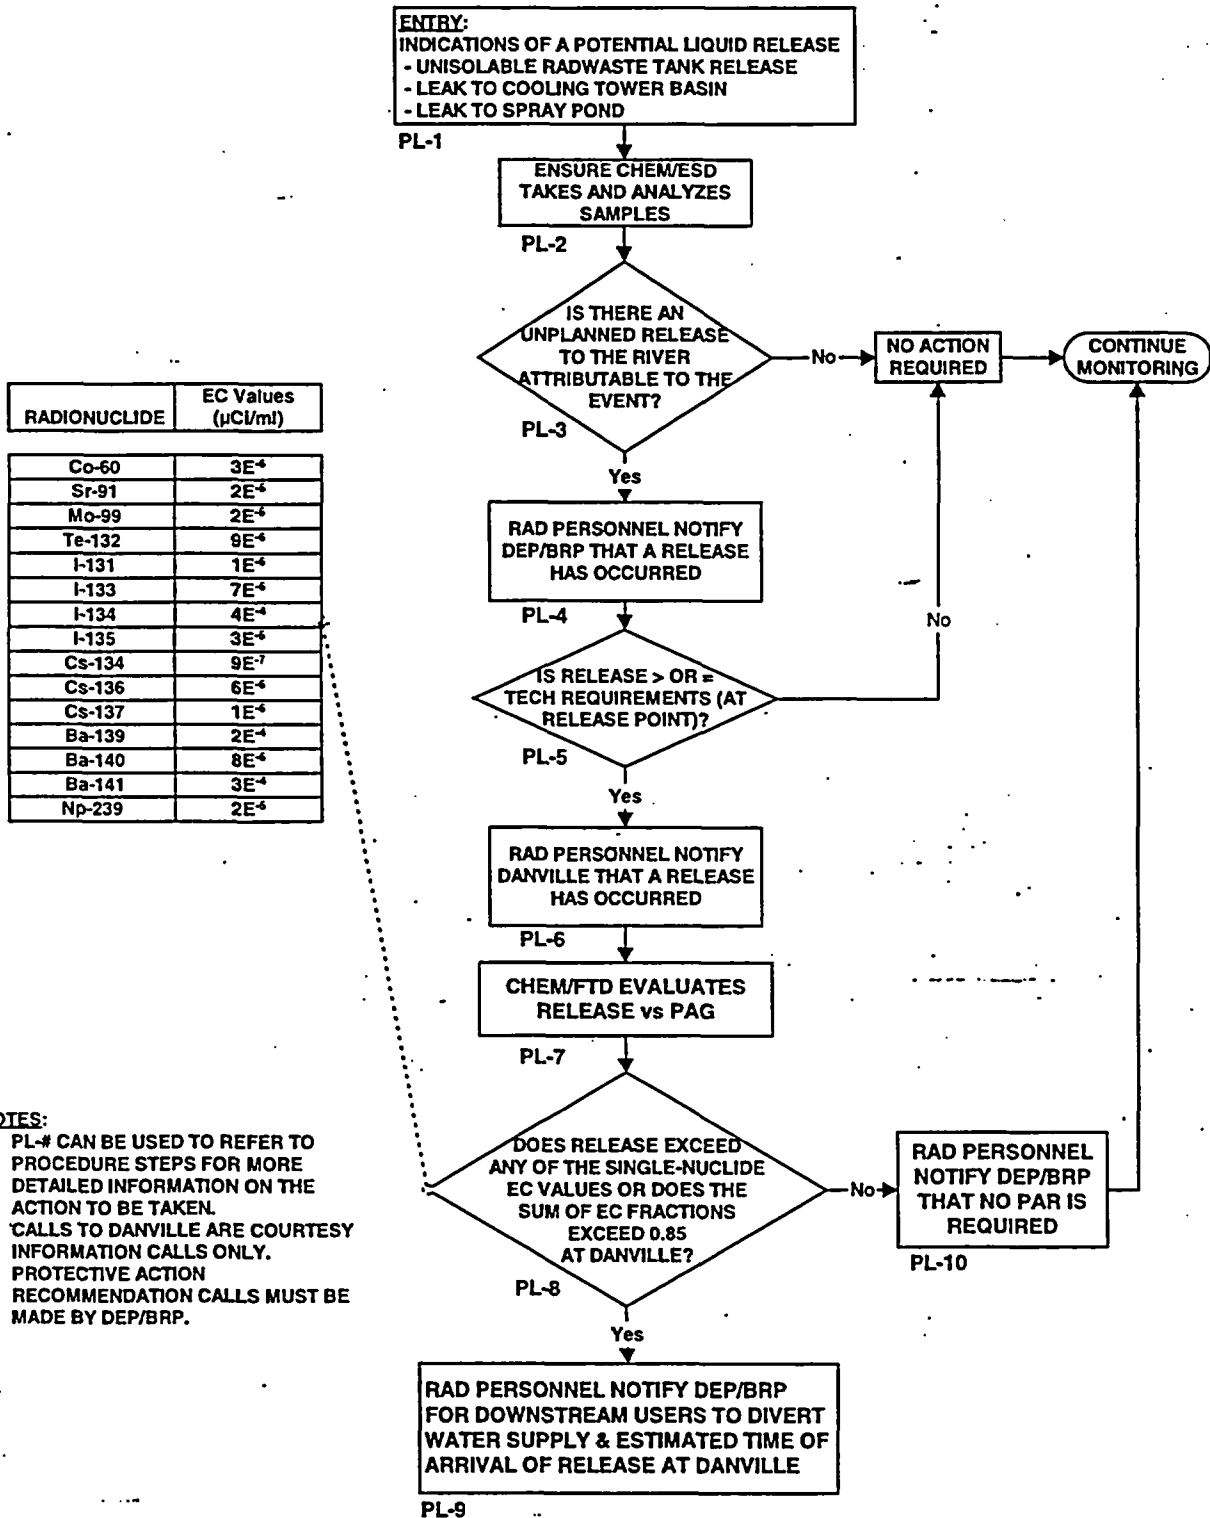 ENTRY:
INDICATIONS OF A POTENTIAL LIQUID RELEASE
- UNISOLABLE RADWASTE TANK RELEASE
- LEAK TO COOLING TOWER BASIN
- LEAK TO SPRAY POND
PL-1
ENSURE CHEM/ESD
TAKES AND ANALYZES
SAMPLES
PL-2
IS THERE AN
UNPLANNED RELEASE
TO THE RIVER
ATTRIBUTABLE TO THE
EVENT?
PL-3
No
NO ACTION
REQUIRED
CONTINUE
MONITORING
Yes
RADIONUCLIDE EC Values
(µCi/ml)
Co-60 3E⁻⁶
Sr-91 2E⁻⁵
Mo-99 2E⁻⁵
Te-132 9E⁻⁶
I-131 1E⁻⁶
I-133 7E⁻⁶
I-134 4E⁻⁴
I-135 3E⁻⁵
Cs-134 9E⁻⁷
Cs-136 6E⁻⁶
Cs-137 1E⁻⁶
Ba-139 2E⁻⁴
Ba-140 8E⁻⁶
Ba-141 3E⁻⁴
Np-239 2E⁻⁵
RAD PERSONNEL NOTIFY
DEP/BRP THAT A RELEASE
HAS OCCURRED
PL-4
IS RELEASE > OR =
TECH REQUIREMENTS (AT
RELEASE POINT)?
PL-5
No
Yes
RAD PERSONNEL NOTIFY
DANVILLE THAT A RELEASE
HAS OCCURRED
PL-6
CHEM/FTD EVALUATES
RELEASE vs PAG
PL-7
DOES RELEASE EXCEED
ANY OF THE SINGLE-NUCLIDE
EC VALUES OR DOES THE
SUM OF EC FRACTIONS
EXCEED 0.85
AT DANVILLE?
PL-8
No
RAD PERSONNEL
NOTIFY DEP/BRP
THAT NO PAR IS
REQUIRED
PL-10
Yes
OTES:
PL-# CAN BE USED TO REFER TO
PROCEDURE STEPS FOR MORE
DETAILED INFORMATION ON THE
ACTION TO BE TAKEN.
CALLS TO DANVILLE ARE COURTESY
INFORMATION CALLS ONLY.
PROTECTIVE ACTION
RECOMMENDATION CALLS MUST BE
MADE BY DEP/BRP.
RAD PERSONNEL NOTIFY DEP/BRP
FOR DOWNSTREAM USERS TO DIVERT
WATER SUPPLY & ESTIMATED TIME OF
ARRIVAL OF RELEASE AT DANVILLE
PL-9